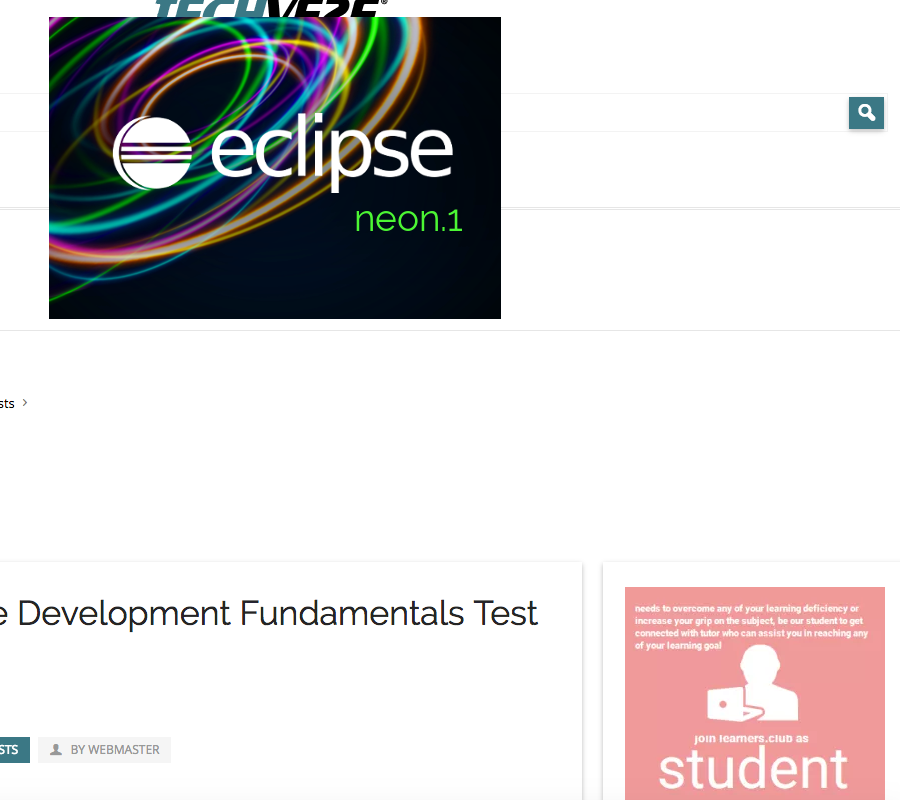 eclipse
neon.1
sts
e Development Fundamentals Test
STS
BY WEBMASTER
needs to overcome any of your learning deficiency or
increase your grip on the subject, be our student to get
connected with tutor who can assist you in reaching any
of your learning goal
join learners.club as
student